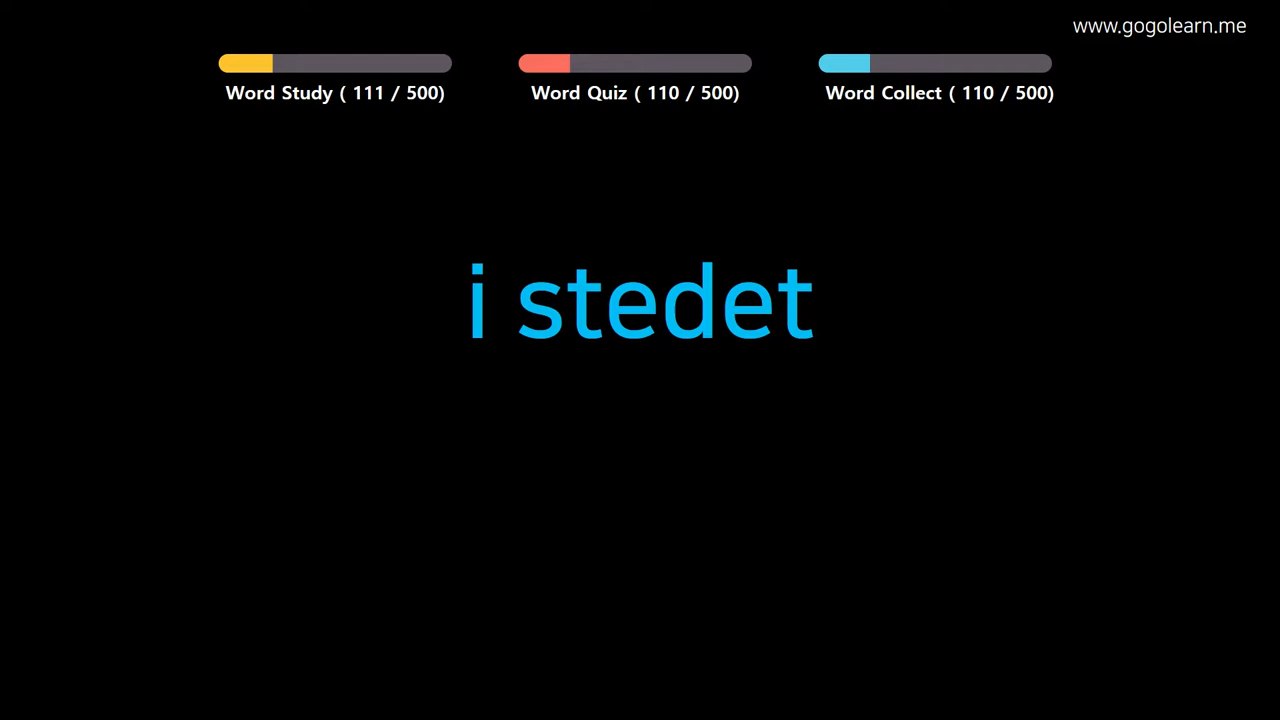 www.gogolearn.me
Word Study ( 111 / 500)
Word Quiz ( 110 / 500)
Word Collect ( 110 / 500)
i stedet